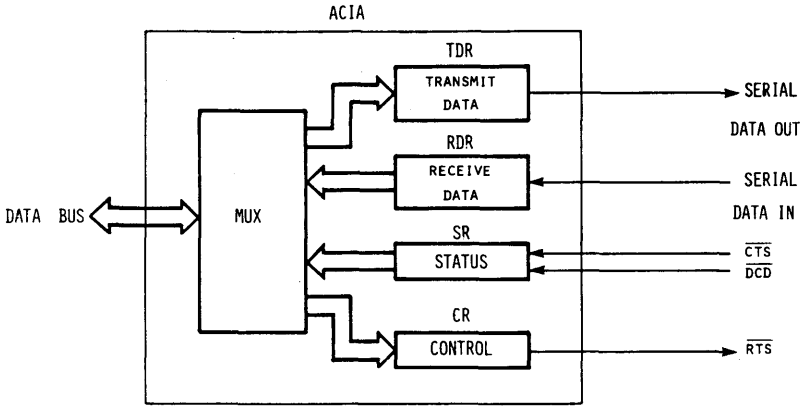 ACIA
TDR
TRANSMIT
DATA
SERIAL
DATA OUT
RDR
RECEIVE
DATA
SERIAL
DATA IN
DATA BUS
MUX
SR
STATUS
CTS
DCD
CR
CONTROL
RTS